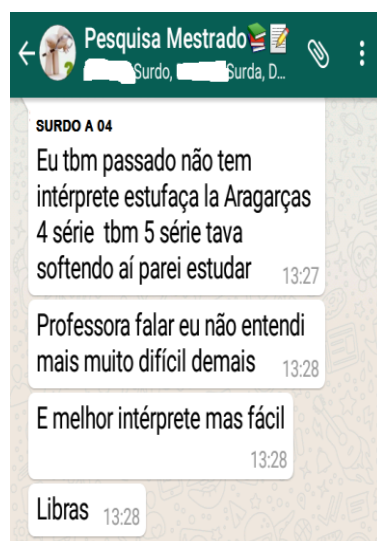 Pesquisa Mestrado
Surdo, Surda, D...
SURDO A 04
Eu tbm passado não tem
intérprete estufaça la Aragarças
4 série tbm 5 série tava
softendo aí parei estudar 13:27
Professora falar eu não entendi
mais muito difícil demais 13:28
E melhor intérprete mas fácil
13:28
Libras 13:28